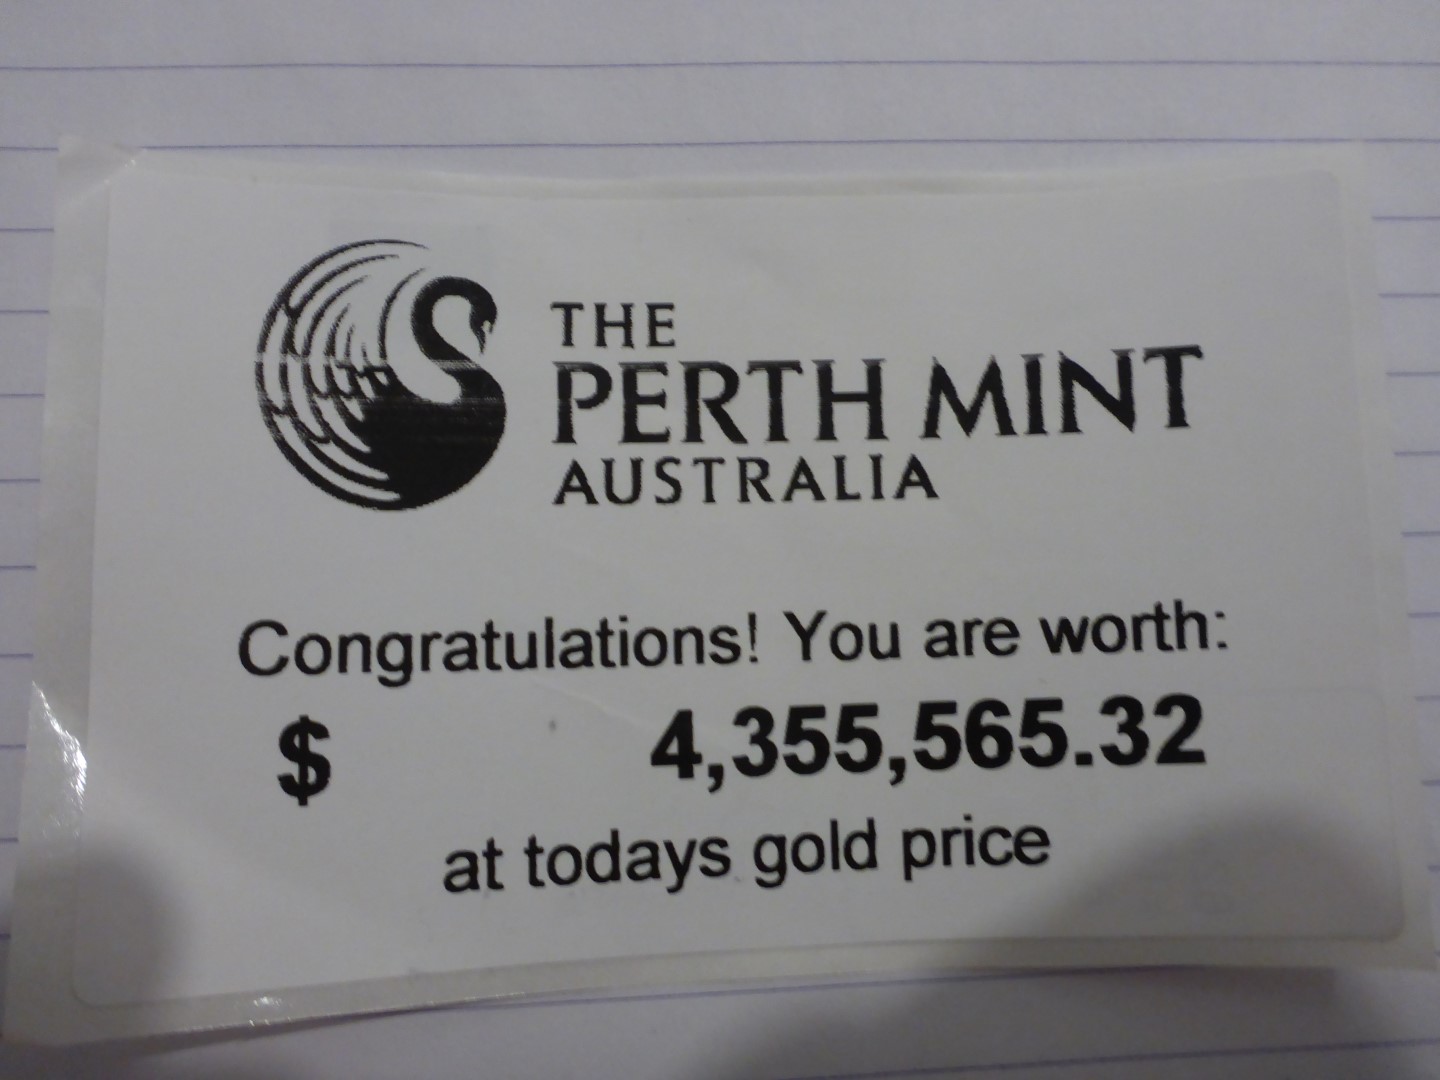 THE
PERTH MINT
AUSTRALIA
Congratulations! You are worth:
$ 4,355,565.32
at todays gold price